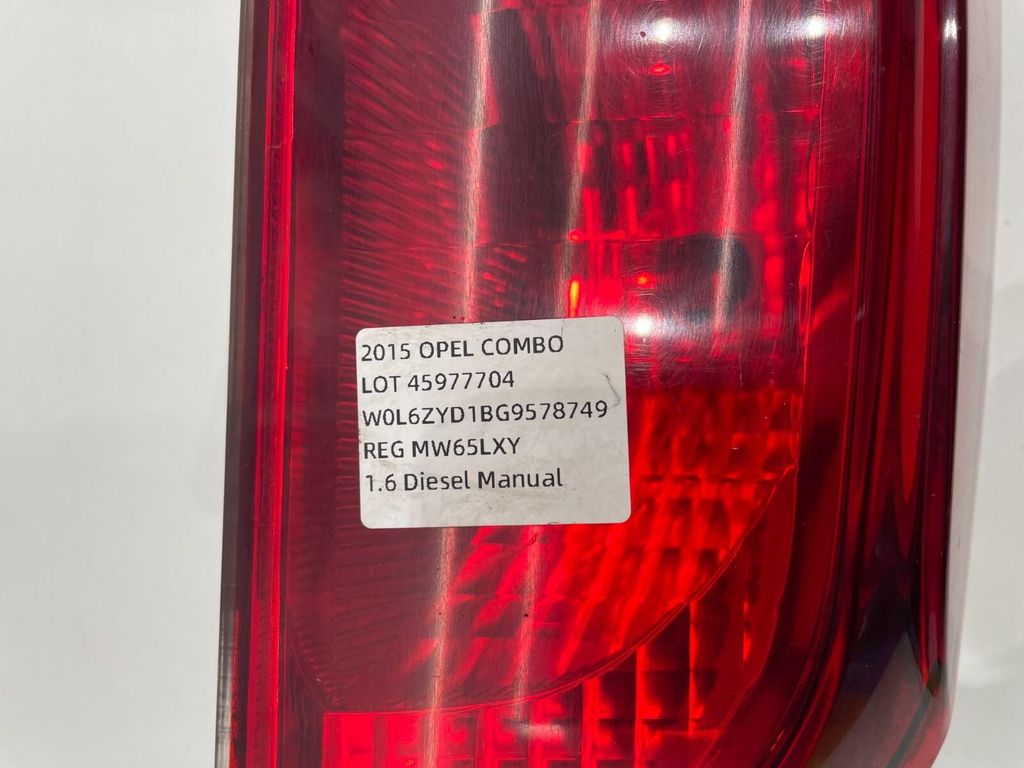 2015 OPEL COMBO
LOT 45977704
W0L6ZYD1BG9578749
REG MW65LXY
1.6 Diesel Manual